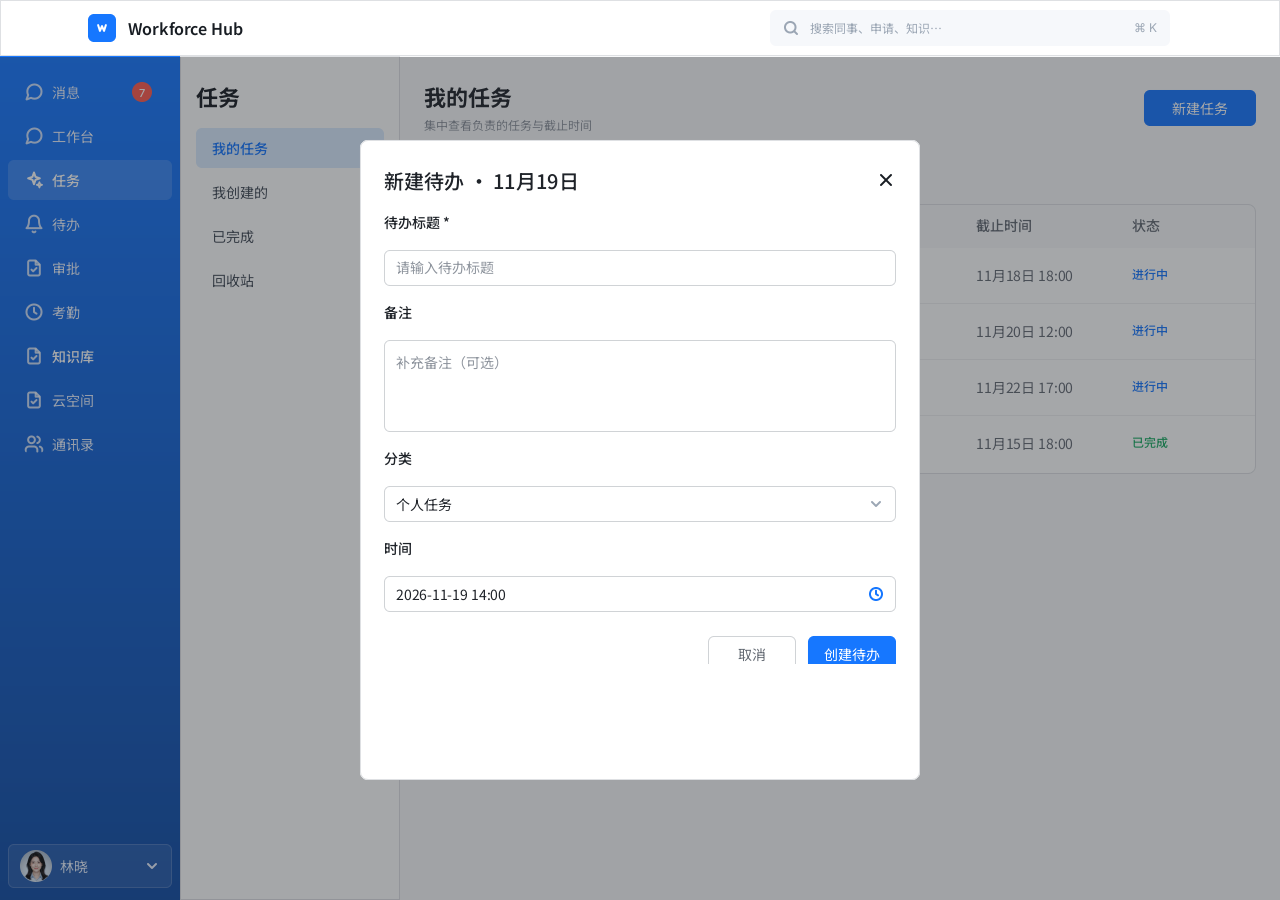 Workforce Hub
搜索同事、申请、知识…
⌘ K
消息
7
工作台
任务
待办
审批
考勤
知识库
云空间
通讯录
林晓
任务
我的任务
我创建的
已完成
回收站
我的任务
集中查看负责的任务与截止时间
新建任务
截止时间 状态
11月18日 18:00 进行中
11月20日 12:00 进行中
11月22日 17:00 进行中
11月15日 18:00 已完成
新建待办 · 11月19日
待办标题 *
请输入待办标题
备注
补充备注（可选）
分类
个人任务
时间
2026-11-19 14:00
取消
创建待办